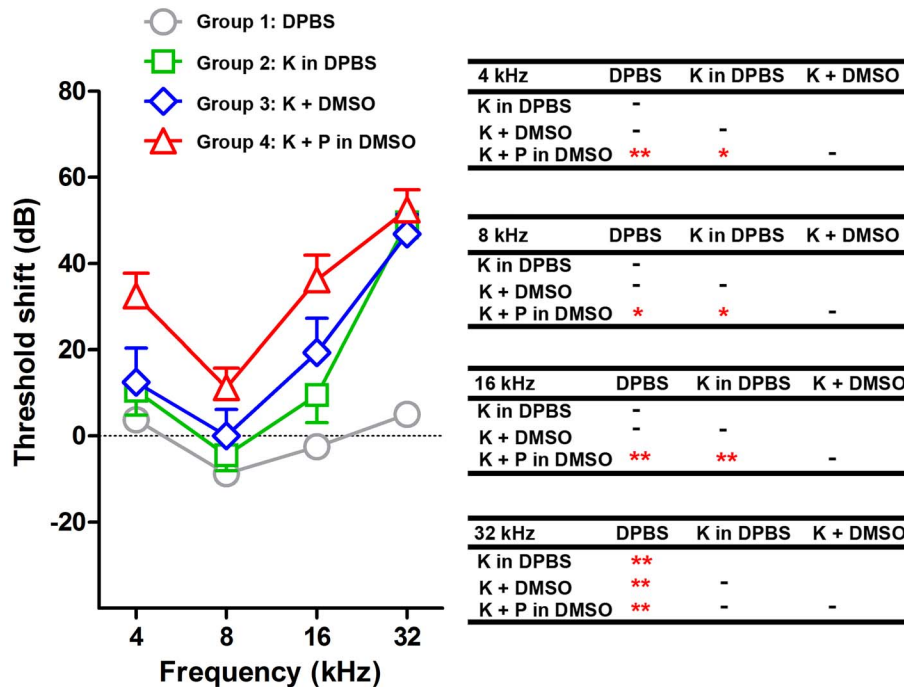 Group 1: DPBS
Group 2: K in DPBS
Group 3: K + DMSO
Group 4: K + P in DMSO
Threshold shift (dB)
80
60
40
20
0
-20
4 8 16 32
Frequency (kHz)
4 kHz DPBS K in DPBS K + DMSO
K in DPBS -
K + DMSO - -
K + P in DMSO ** * -
8 kHz DPBS K in DPBS K + DMSO
K in DPBS -
K + DMSO - -
K + P in DMSO * * -
16 kHz DPBS K in DPBS K + DMSO
K in DPBS -
K + DMSO - -
K + P in DMSO ** ** -
32 kHz DPBS K in DPBS K + DMSO
K in DPBS **
K + DMSO ** -
K + P in DMSO ** - -